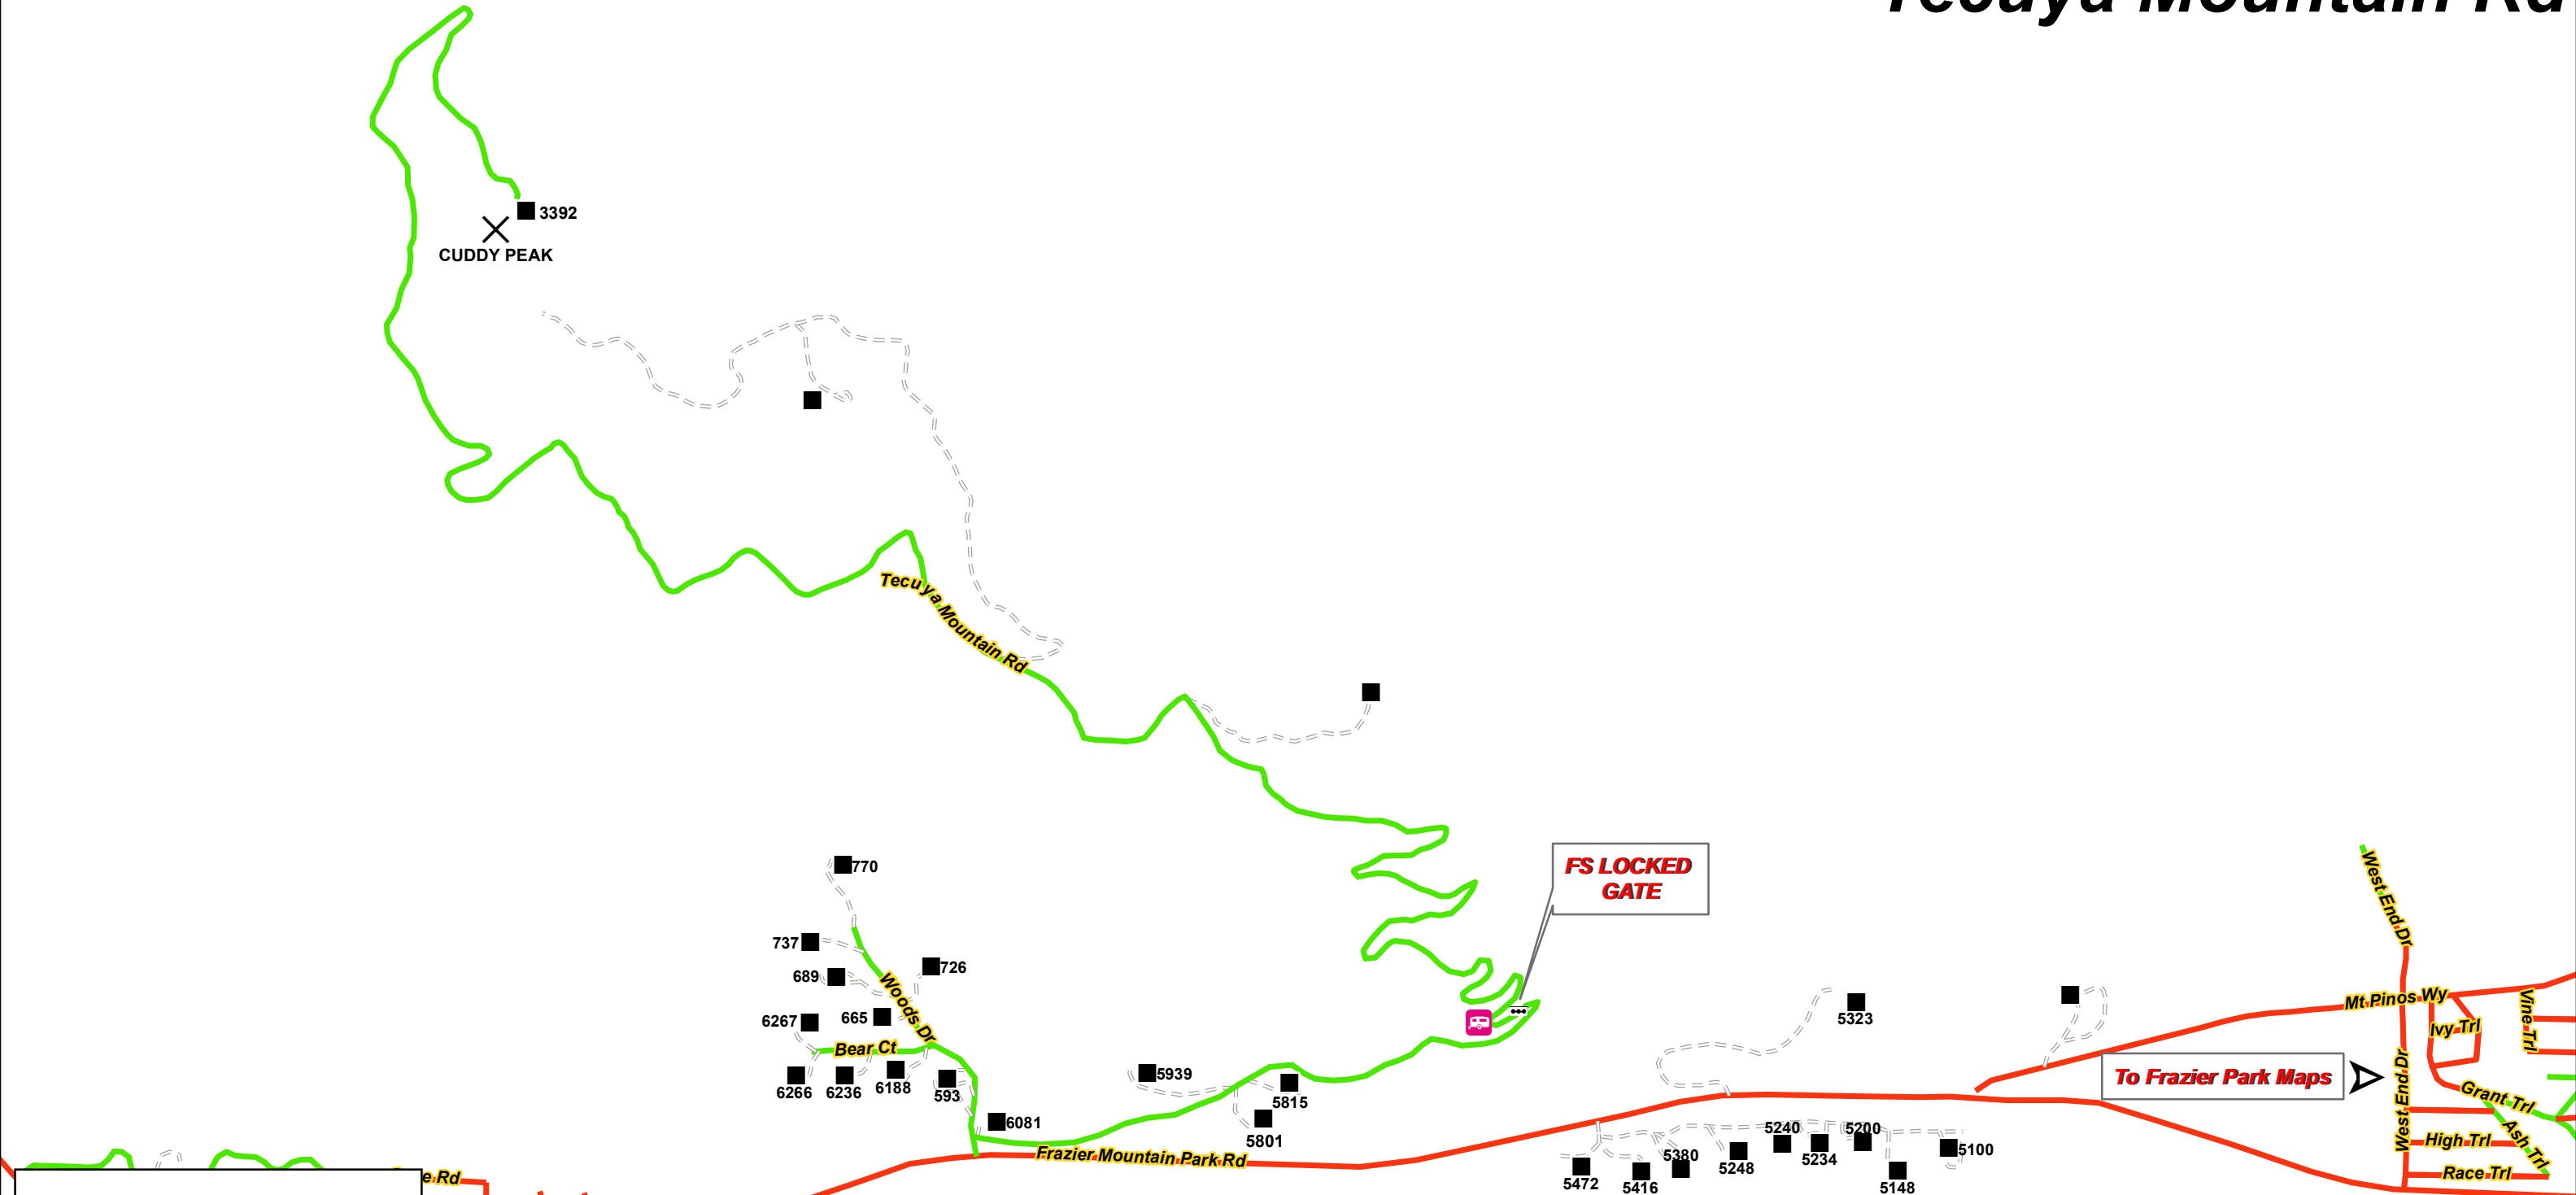 Tecuya Mountain Rd
3392
CUDDY PEAK
Tecuya Mountain Rd
FS LOCKED
GATE
770
737
726
689
Woods Dr
6267
665
Bear Ct
6266
6236
6188
593
6081
5939
5815
5801
Frazier Mountain Park Rd
5323
5472
5416
5380
5248
5240
5234
5200
5148
5100
West End Dr
Mt Pinos Wy
Ivy Trl
Vine Trl
To Frazier Park Maps
West End Dr
Grant Trl
High Trl
Ash Trl
Race Trl
e Rd